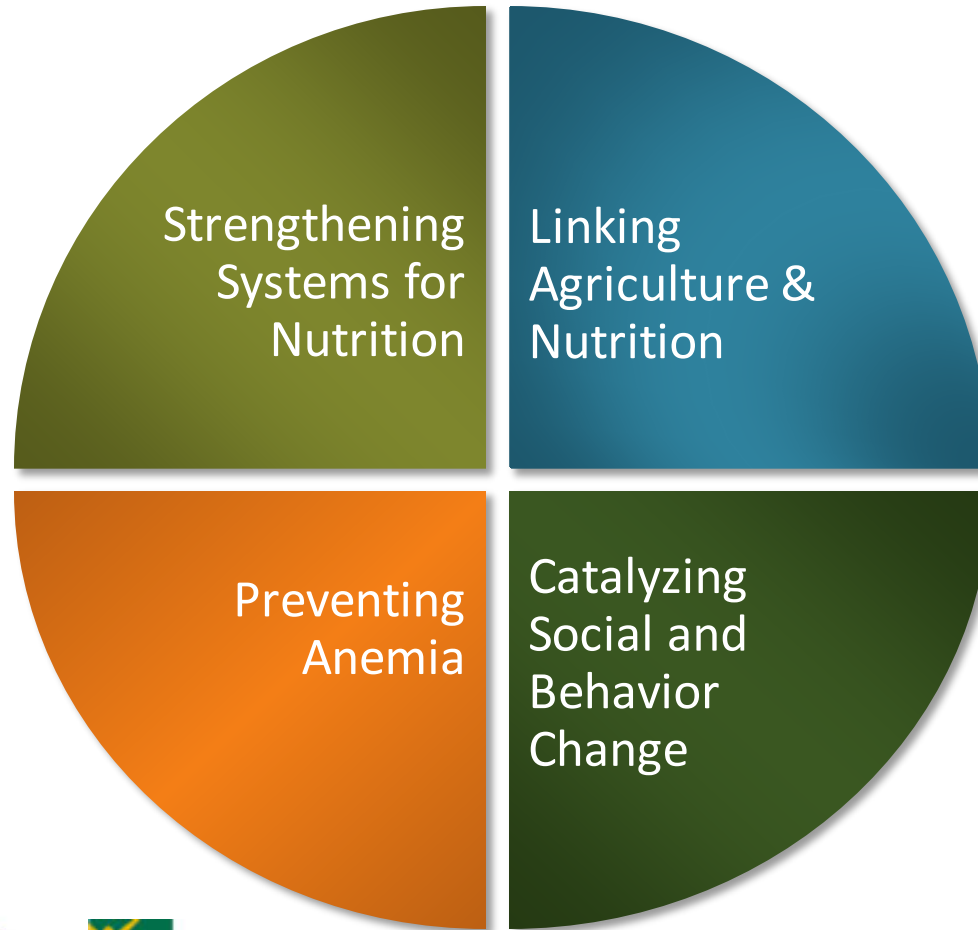 Strengthening
Systems for
Nutrition
Linking
Agriculture &
Nutrition
Preventing
Anemia
Catalyzing
Social and
Behavior
Change